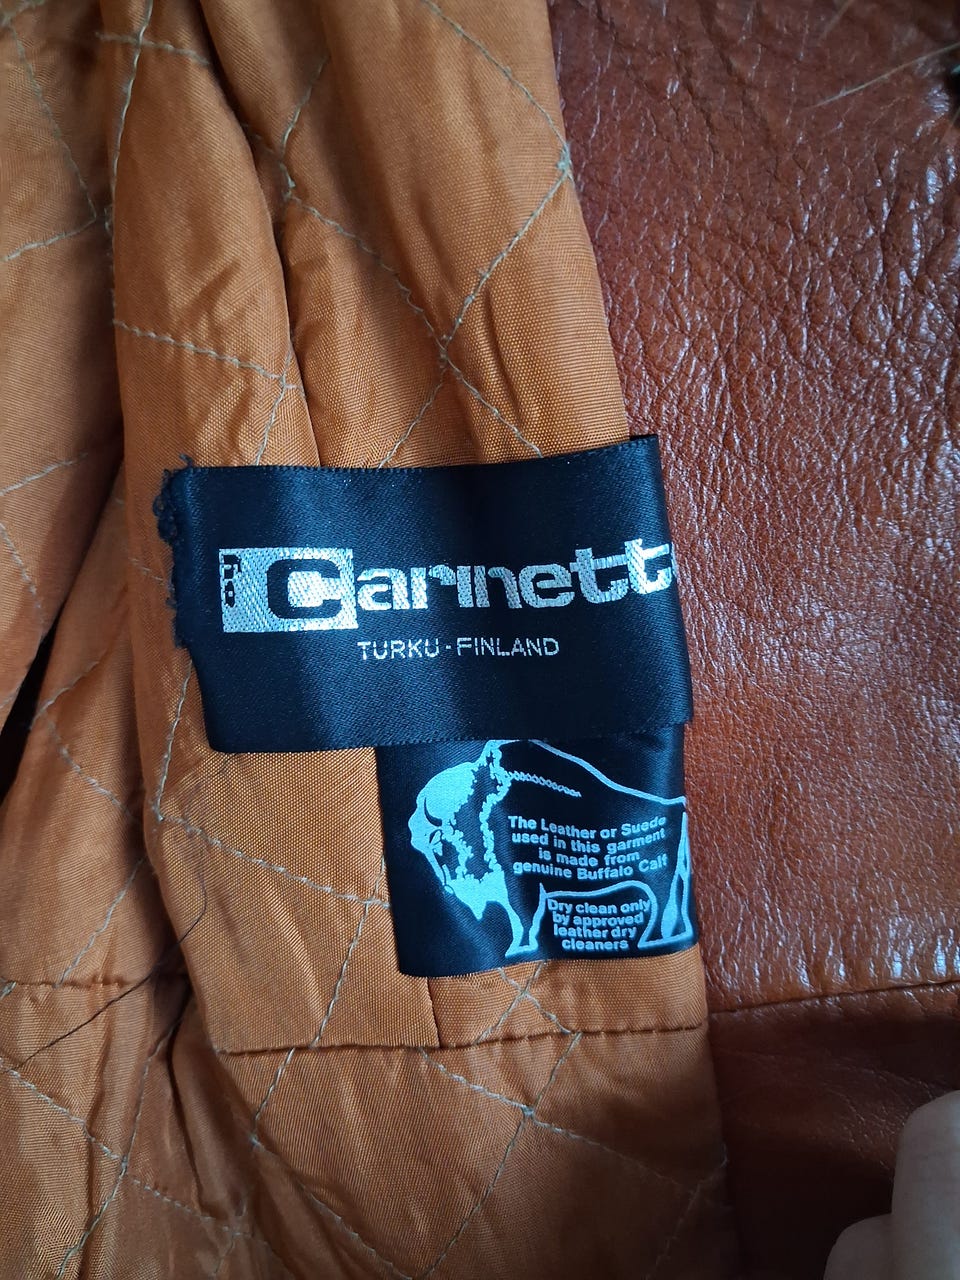 Carinett
TURKU - FINLAND
The Leather or Suede
used in this garment
is made from
genuine Buffalo Calf
Dry clean only
by approved
leather dry
cleaners